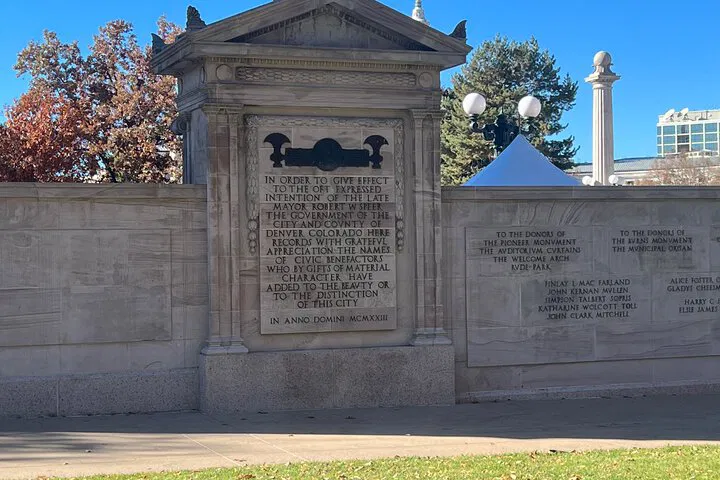 IN ORDER TO GIVE EFFECT
TO THE OFT EXPRESSED
INTENTION OF THE LATE
MAYOR ROBERT W SPEER
THE GOVERNMENT OF THE
CITY AND COUNTY OF
DENVER COLORADO HERE
RECORDS WITH GRATEFUL
APPRECIATION THE NAMES
OF CIVIC BENEFACTORS
WHO BY GIFTS OF MATERIAL
CHARACTER HAVE
ADDED TO THE BEAUTY OR
TO THE DISTINCTION
OF THIS CITY
IN ANNO DOMINI MCMXXIII
TO THE DONORS OF
THE PIONEER MONUMENT
THE AUDITORIUM CURTAINS
THE WELCOME ARCH
RUDE-PARK
FINLAY L MAC FARLAND
JOHN KERNAN MULLEN
SIMPSON TALBERT SOPRIS
KATHARINE WOLCOTT TOLL
JOHN CLARK MITCHELL
TO THE DONORS OF
THE BURNS MONUMENT
THE MUNICIPAL ORGAN
ALICE FOSTER
GLADYS
HARRY C
ELSIE JAMES